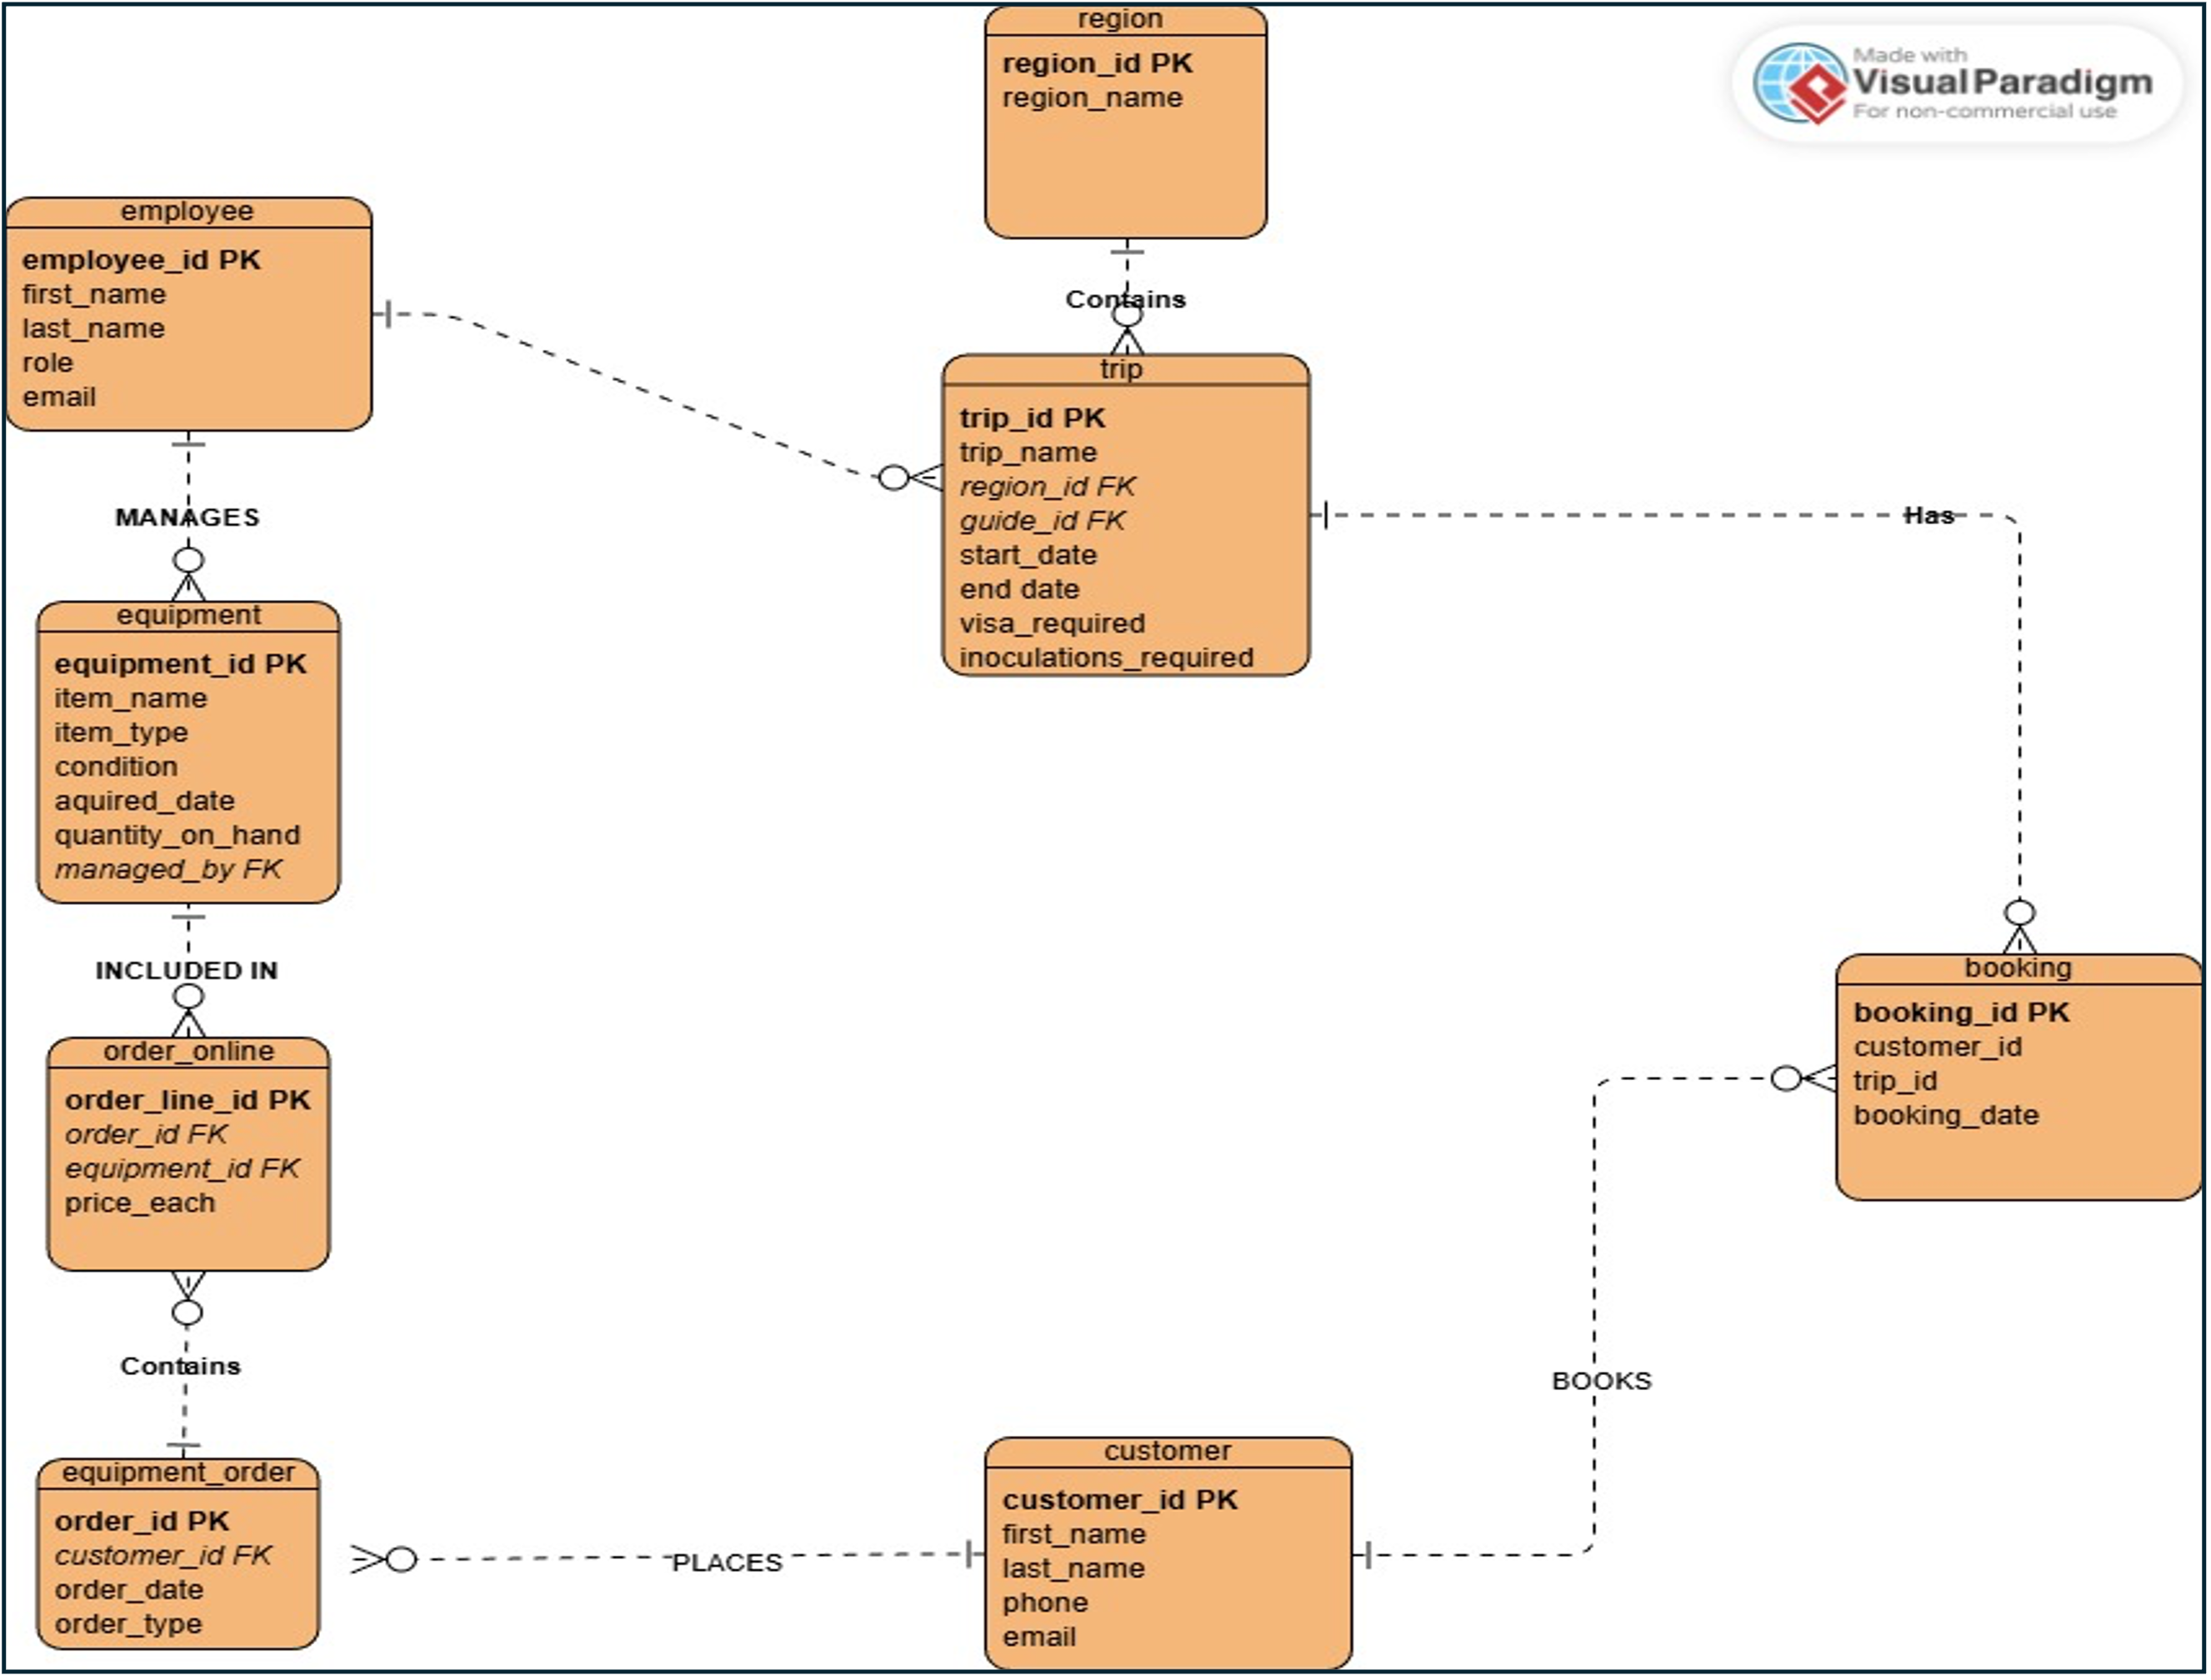 region
region_id PK
region_name
Made with
Visual Paradigm
For non-commercial use
employee
employee_id PK
first_name
last_name
role
email
Contains
trip
trip_id PK
trip_name
region_id FK
guide_id FK
start_date
end date
visa_required
inoculations_required
MANAGES
Has
equipment
equipment_id PK
item_name
item_type
condition
aquired_date
quantity_on_hand
managed_by FK
INCLUDED IN
order_online
order_line_id PK
order_id FK
equipment_id FK
price_each
booking
booking_id PK
customer_id
trip_id
booking_date
Contains
BOOKS
equipment_order
order_id PK
customer_id FK
order_date
order_type
PLACES
customer
customer_id PK
first_name
last_name
phone
email